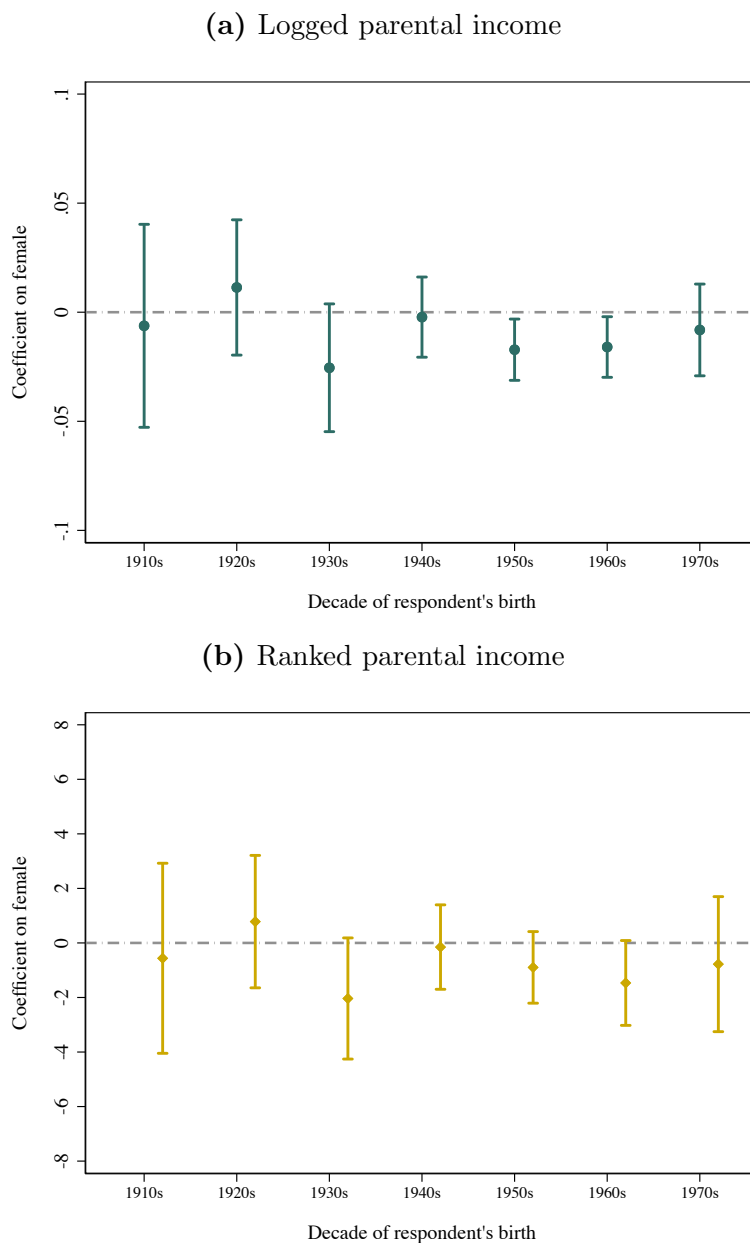 (a) Logged parental income
.1
.05
0
-.05
-.1
Coefficient on female
1910s 1920s 1930s 1940s 1950s 1960s 1970s
Decade of respondent's birth
(b) Ranked parental income
8
6
4
2
0
-2
-4
-6
-8
Coefficient on female
1910s 1920s 1930s 1940s 1950s 1960s 1970s
Decade of respondent's birth